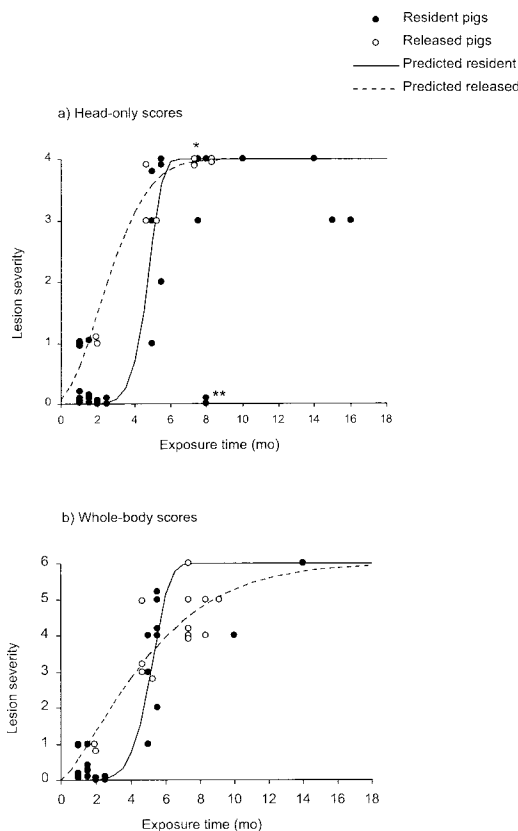 Resident pigs
Released pigs
Predicted resident
Predicted released
a) Head-only scores
*
4
3
2
1
0
**
Lesion severity
0 2 4 6 8 10 12 14 16 18
Exposure time (mo)
b) Whole-body scores
6
5
4
3
2
1
0
Lesion severity
0 2 4 6 8 10 12 14 16 18
Exposure time (mo)